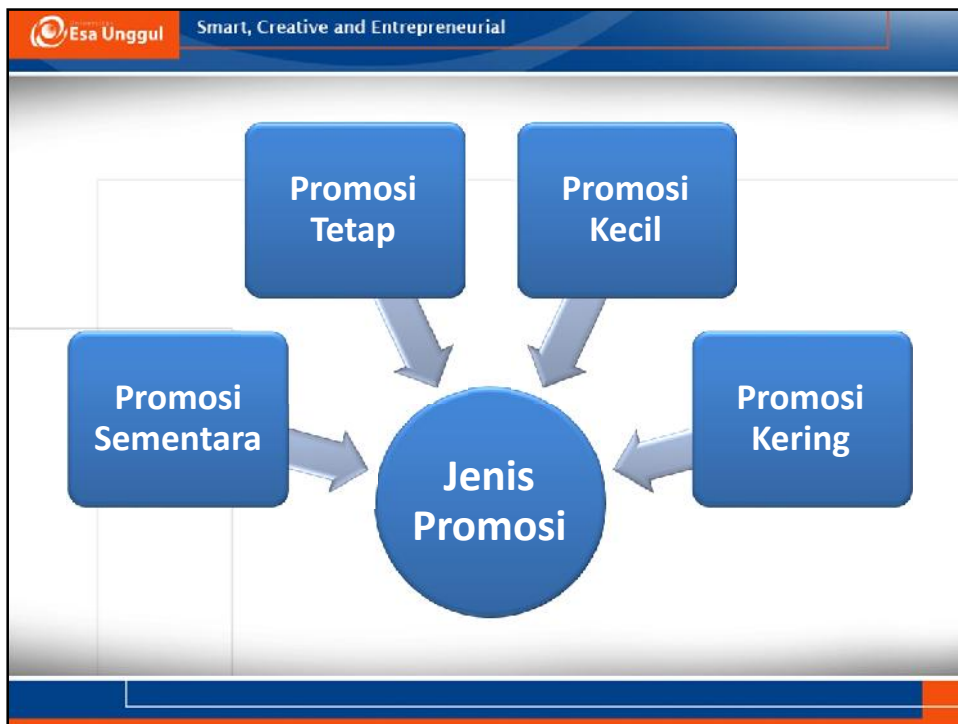 Esa Unggul
Smart, Creative and Entrepreneurial
Promosi
Tetap
Promosi
Kecil
Promosi
Sementara
Promosi
Kering
Jenis
Promosi